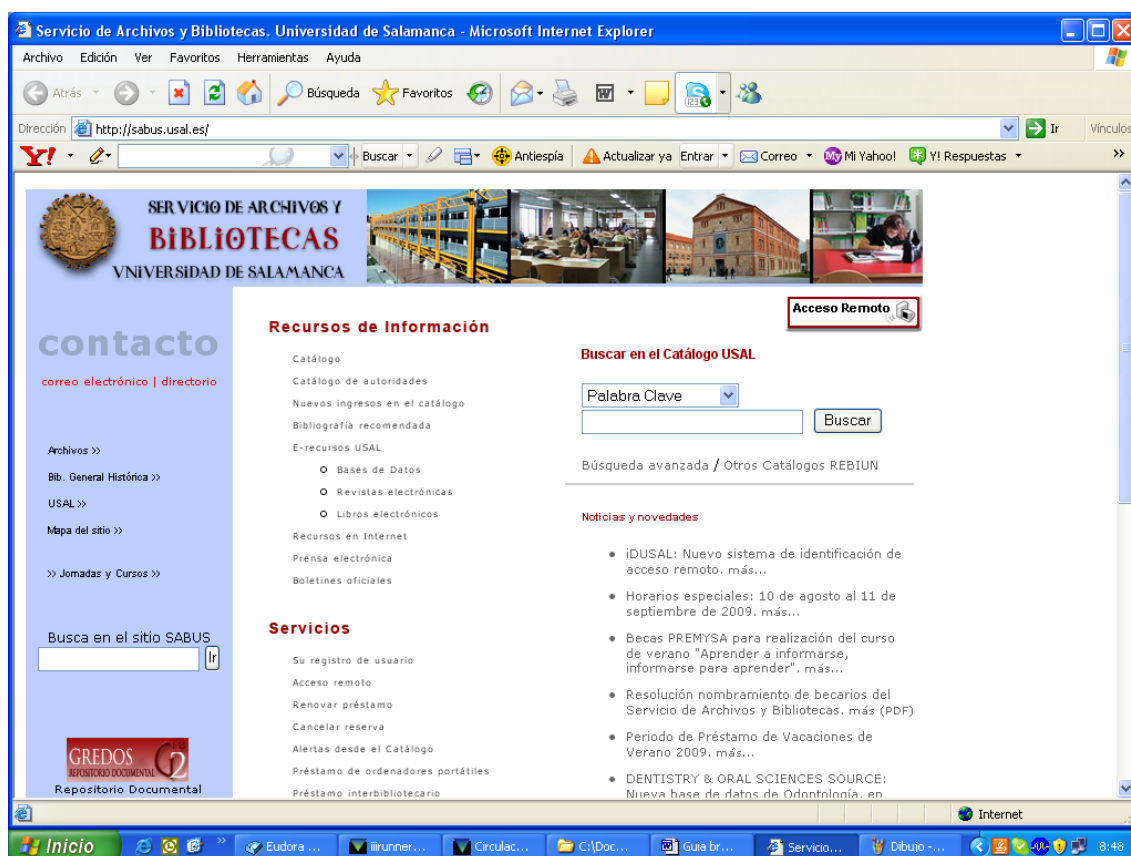 Servicio de Archivos y Bibliotecas. Universidad de Salamanca - Microsoft Internet Explorer
Archivo Edición Ver Favoritos Herramientas Ayuda
Atrás Búsqueda Favoritos
Dirección http://sabus.usal.es/ Ir Vínculos
Y! Buscar Antiespía Actualizar ya Entrar Correo My Mi Yahoo! Y! Respuestas »
SERVICIO DE ARCHIVOS Y
BiBLiOTECAS
VNiVERSiDAD DE SALAMANCA
Acceso Remoto
contacto
correo electrónico | directorio
Archivos >>
Bib. General Histórica >>
USAL >>
Mapa del sitio >>
>> Jornadas y Cursos >>
Busca en el sitio SABUS
Ir
GREDOS
REPOSITORIO DOCUMENTAL
Repositorio Documental
Recursos de Información
Catálogo
Catálogo de autoridades
Nuevos ingresos en el catálogo
Bibliografía recomendada
E-recursos USAL
Bases de Datos
Revistas electrónicas
Libros electrónicos
Recursos en Internet
Prensa electrónica
Boletines oficiales
Servicios
Su registro de usuario
Acceso remoto
Renovar préstamo
Cancelar reserva
Alertas desde el Catálogo
Préstamo de ordenadores portátiles
Préstamo interbibliotecario
Buscar en el Catálogo USAL
Palabra Clave
Buscar
Búsqueda avanzada / Otros Catálogos REBIUN
Noticias y novedades
iDUSAL: Nuevo sistema de identificación de
acceso remoto. más...
Horarios especiales: 10 de agosto al 11 de
septiembre de 2009. más...
Becas PREMYSA para realización del curso
de verano "Aprender a informarse,
informarse para aprender". más...
Resolución nombramiento de becarios del
Servicio de Archivos y Bibliotecas. más (PDF)
Periodo de Préstamo de Vacaciones de
Verano 2009. más...
DENTISTRY & ORAL SCIENCES SOURCE:
Nueva base de datos de Odontología, en
Internet
Inicio » Eudora ... iiirunner... Circulac... C:\Doc... Guia br... Servicio... Dibujo -... 8:48